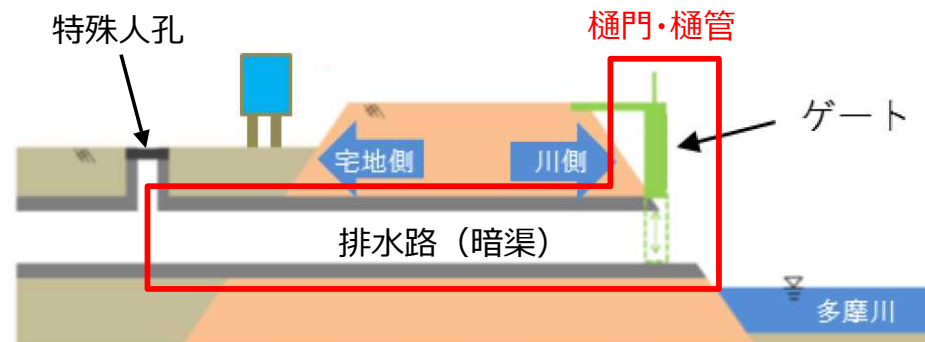 特殊人孔
樋門・樋管
ゲート
宅地側
川側
排水路（暗渠）
多摩川